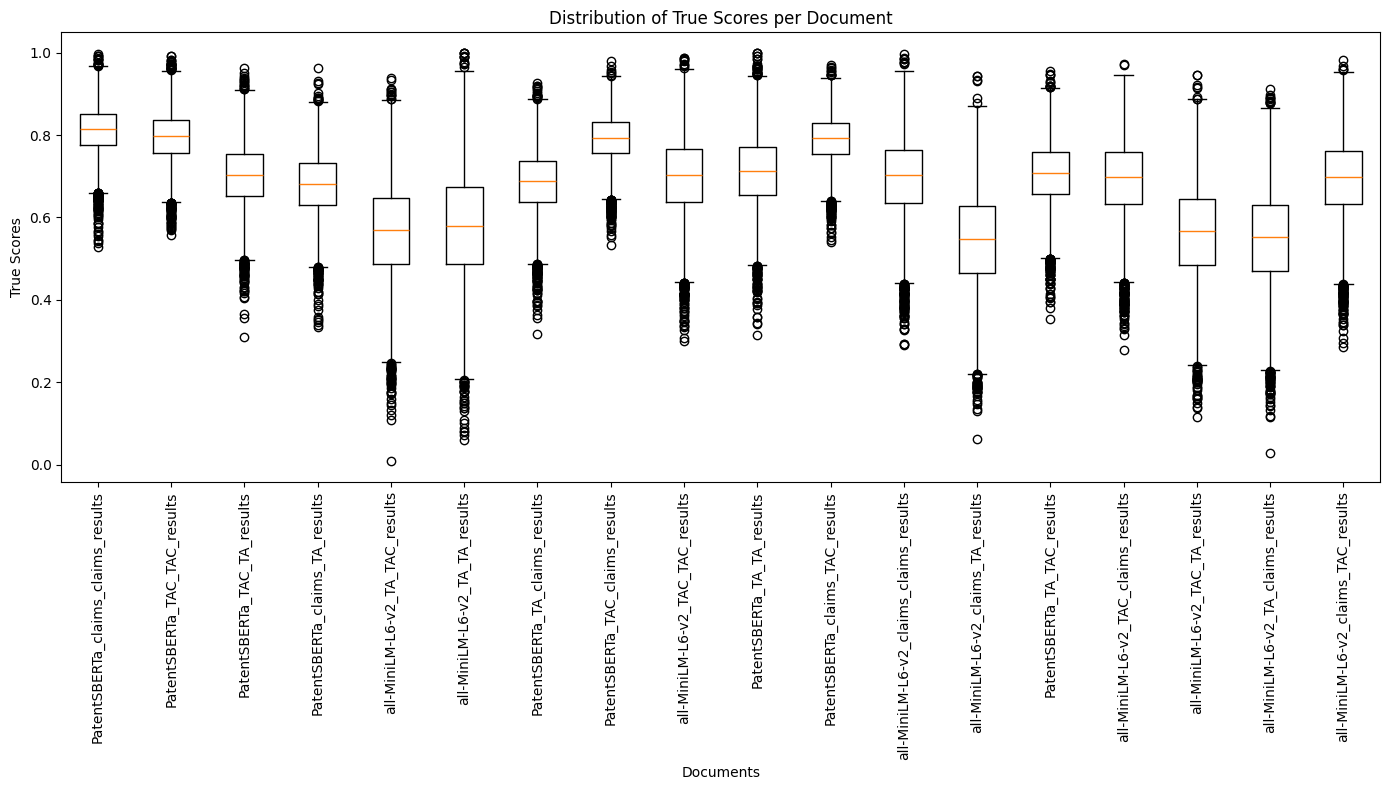 Distribution of True Scores per Document
True Scores
1.0
0.8
0.6
0.4
0.2
0.0
PatentSBERTa_claims_claims_results
PatentSBERTa_TAC_TAC_results
PatentSBERTa_TAC_TA_results
PatentSBERTa_claims_TA_results
all-MiniLM-L6-v2_TA_TAC_results
all-MiniLM-L6-v2_TA_TA_results
PatentSBERTa_TA_claims_results
PatentSBERTa_TAC_claims_results
all-MiniLM-L6-v2_TAC_TAC_results
PatentSBERTa_TA_TA_results
PatentSBERTa_claims_TAC_results
all-MiniLM-L6-v2_claims_claims_results
all-MiniLM-L6-v2_claims_TA_results
PatentSBERTa_TA_TAC_results
all-MiniLM-L6-v2_TAC_claims_results
all-MiniLM-L6-v2_TAC_TA_results
all-MiniLM-L6-v2_TA_claims_results
all-MiniLM-L6-v2_claims_TAC_results
Documents